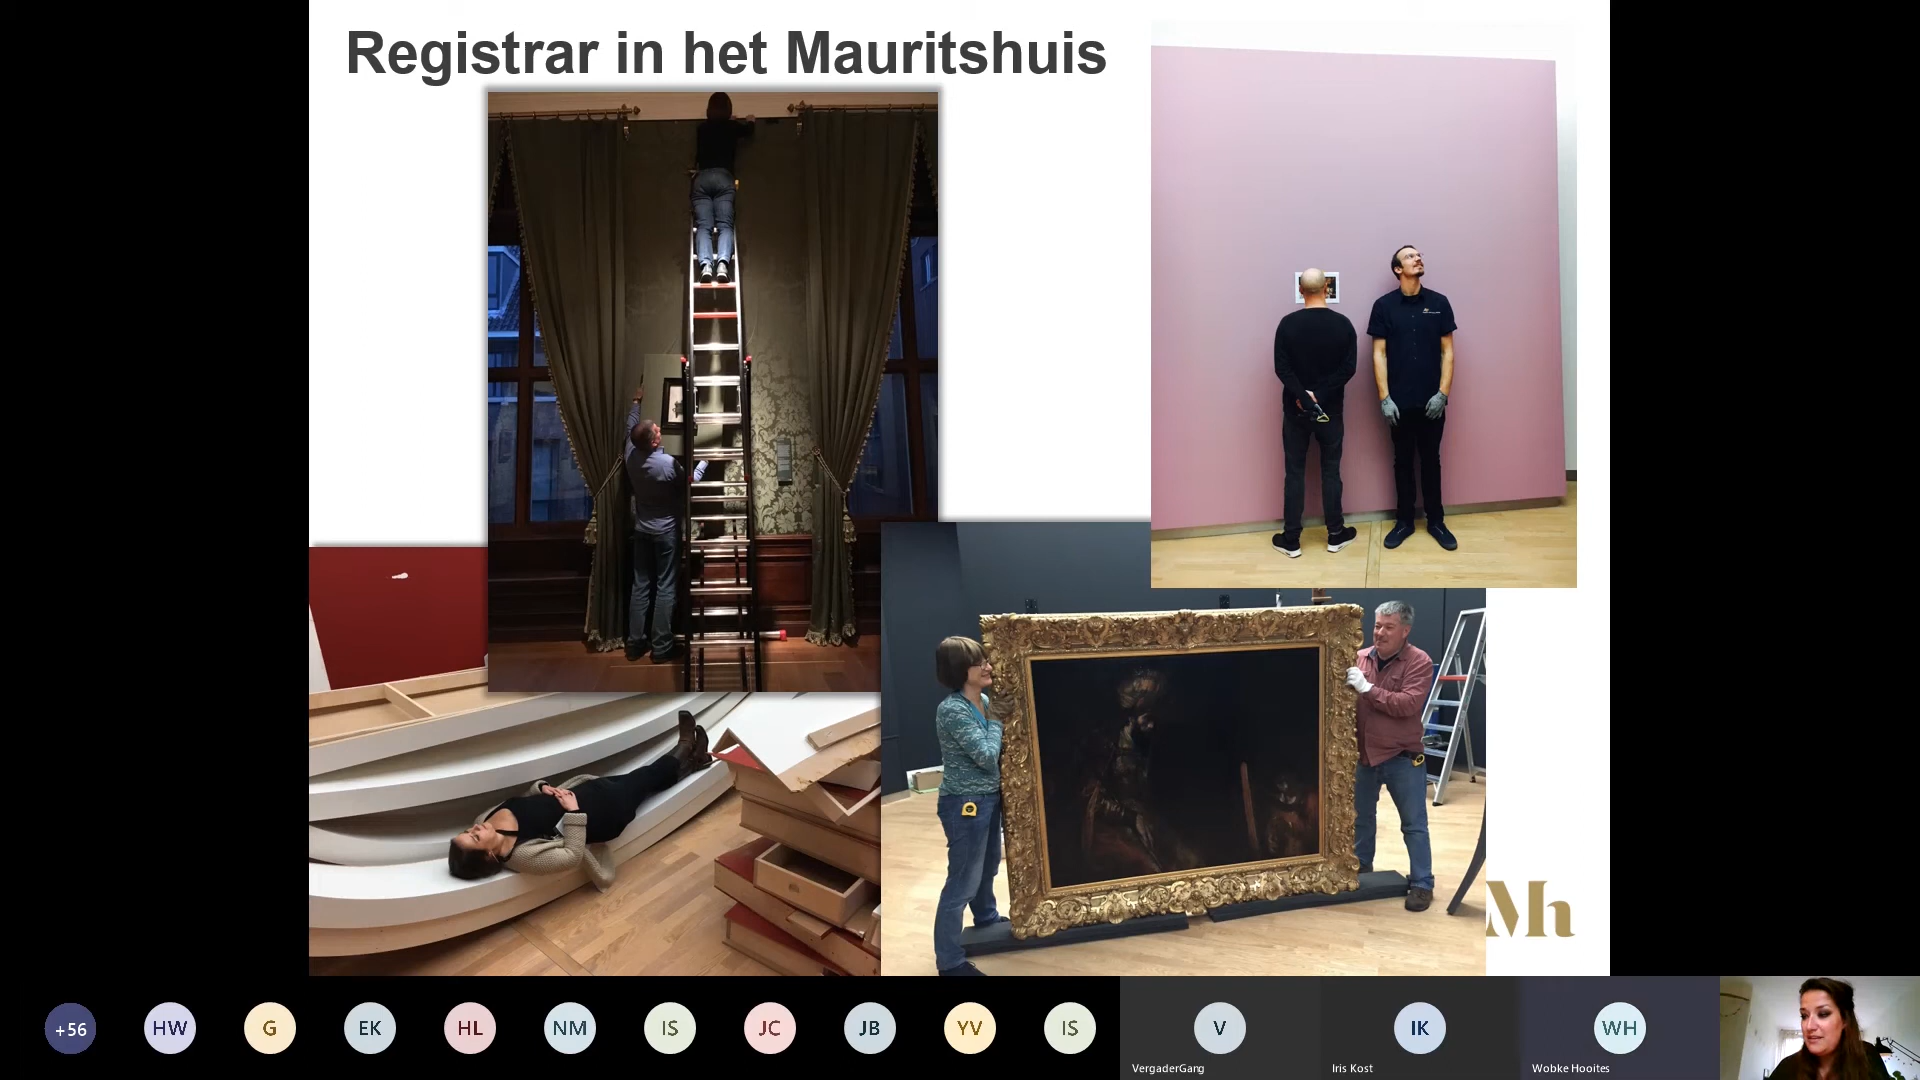 Registrar in het Mauritshuis
Mh
+56
HW
G
EK
HL
NM
IS
JC
JB
YV
IS
V
VergaderGang
IK
Iris Kost
WH
Wobke Hooites